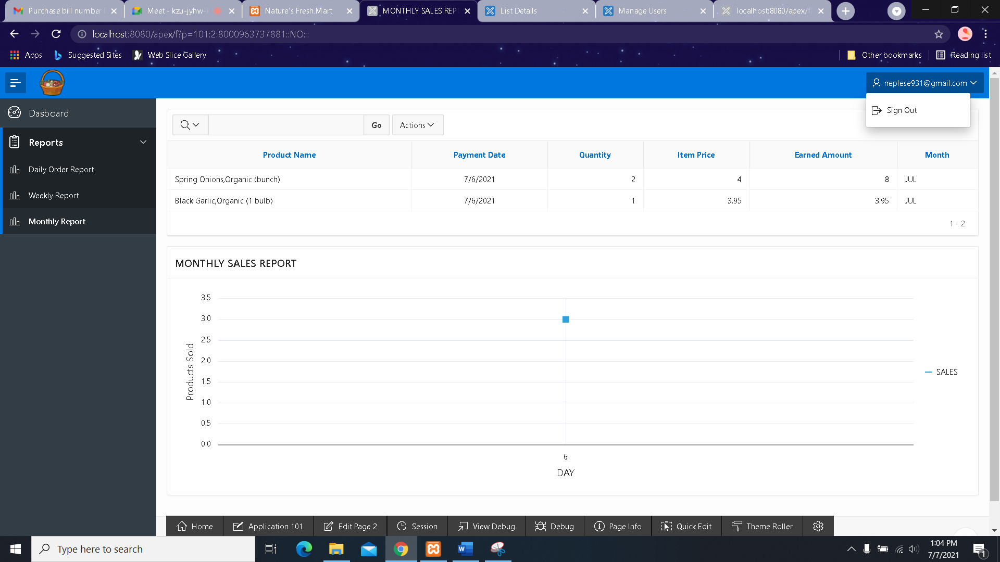 Purchase bill number
Meet - kzu-jyhw-
Nature's Fresh Mart
MONTHLY SALES REP
List Details
Manage Users
localhost:8080/apex/f
localhost:8080/apex/f?p=101:2:8000963737881::NO:::
Apps
Suggested Sites
Web Slice Gallery
Other bookmarks
Reading list
neplese931@gmail.com
Sign Out
Dasboard
Reports
Daily Order Report
Weekly Report
Monthly Report
Go
Actions
Product Name Payment Date Quantity Item Price Earned Amount Month
Spring Onions,Organic (bunch) 7/6/2021 2 4 8 JUL
Black Garlic,Organic (1 bulb) 7/6/2021 1 3.95 3.95 JUL
1 - 2
MONTHLY SALES REPORT
3.5
3.0
2.5
2.0
1.5
1.0
0.5
0.0
Products Sold
6
DAY
SALES
Home
Application 101
Edit Page 2
Session
View Debug
Debug
Page Info
Quick Edit
Theme Roller
Type here to search
1:04 PM
7/7/2021
1